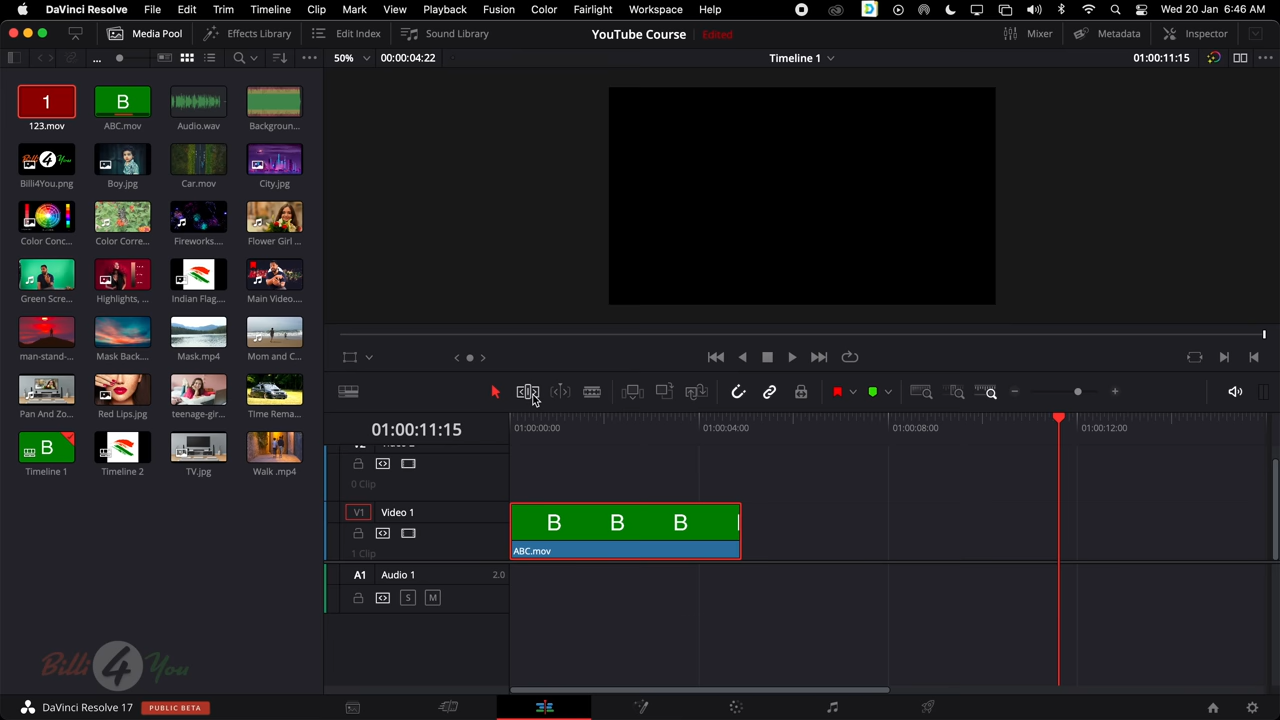 DaVinci Resolve File Edit Trim Timeline Clip Mark View Playback Fusion Color Fairlight Workspace Help Wed 20 Jan 6:46 AM
Media Pool Effects Library Edit Index Sound Library YouTube Course Edited Mixer Metadata Inspector
... 50% 00:00:04:22 Timeline 1 01:00:11:15
1 B
123.mov ABC.mov Audio.wav Backgroun...
Billi 4 You
Billi4You.png Boy.jpg Car.mov City.jpg
Color Conc... Color Corre... Fireworks.... Flower Girl ...
Green Scre... Highlights, ... Indian Flag.... Main Video....
man-stand-... Mask Back.... Mask.mp4 Mom and C...
Pan And Zo... Red Lips.jpg teenage-gir... TIme Rema...
B
Timeline 1 Timeline 2 TV.jpg Walk .mp4
01:00:11:15 01:00:00:00 01:00:04:00 01:00:08:00 01:00:12:00
0 Clip
V1 Video 1
B B B
1 Clip
ABC.mov
A1 Audio 1 2.0
S M
Billi 4 You
DaVinci Resolve 17 PUBLIC BETA